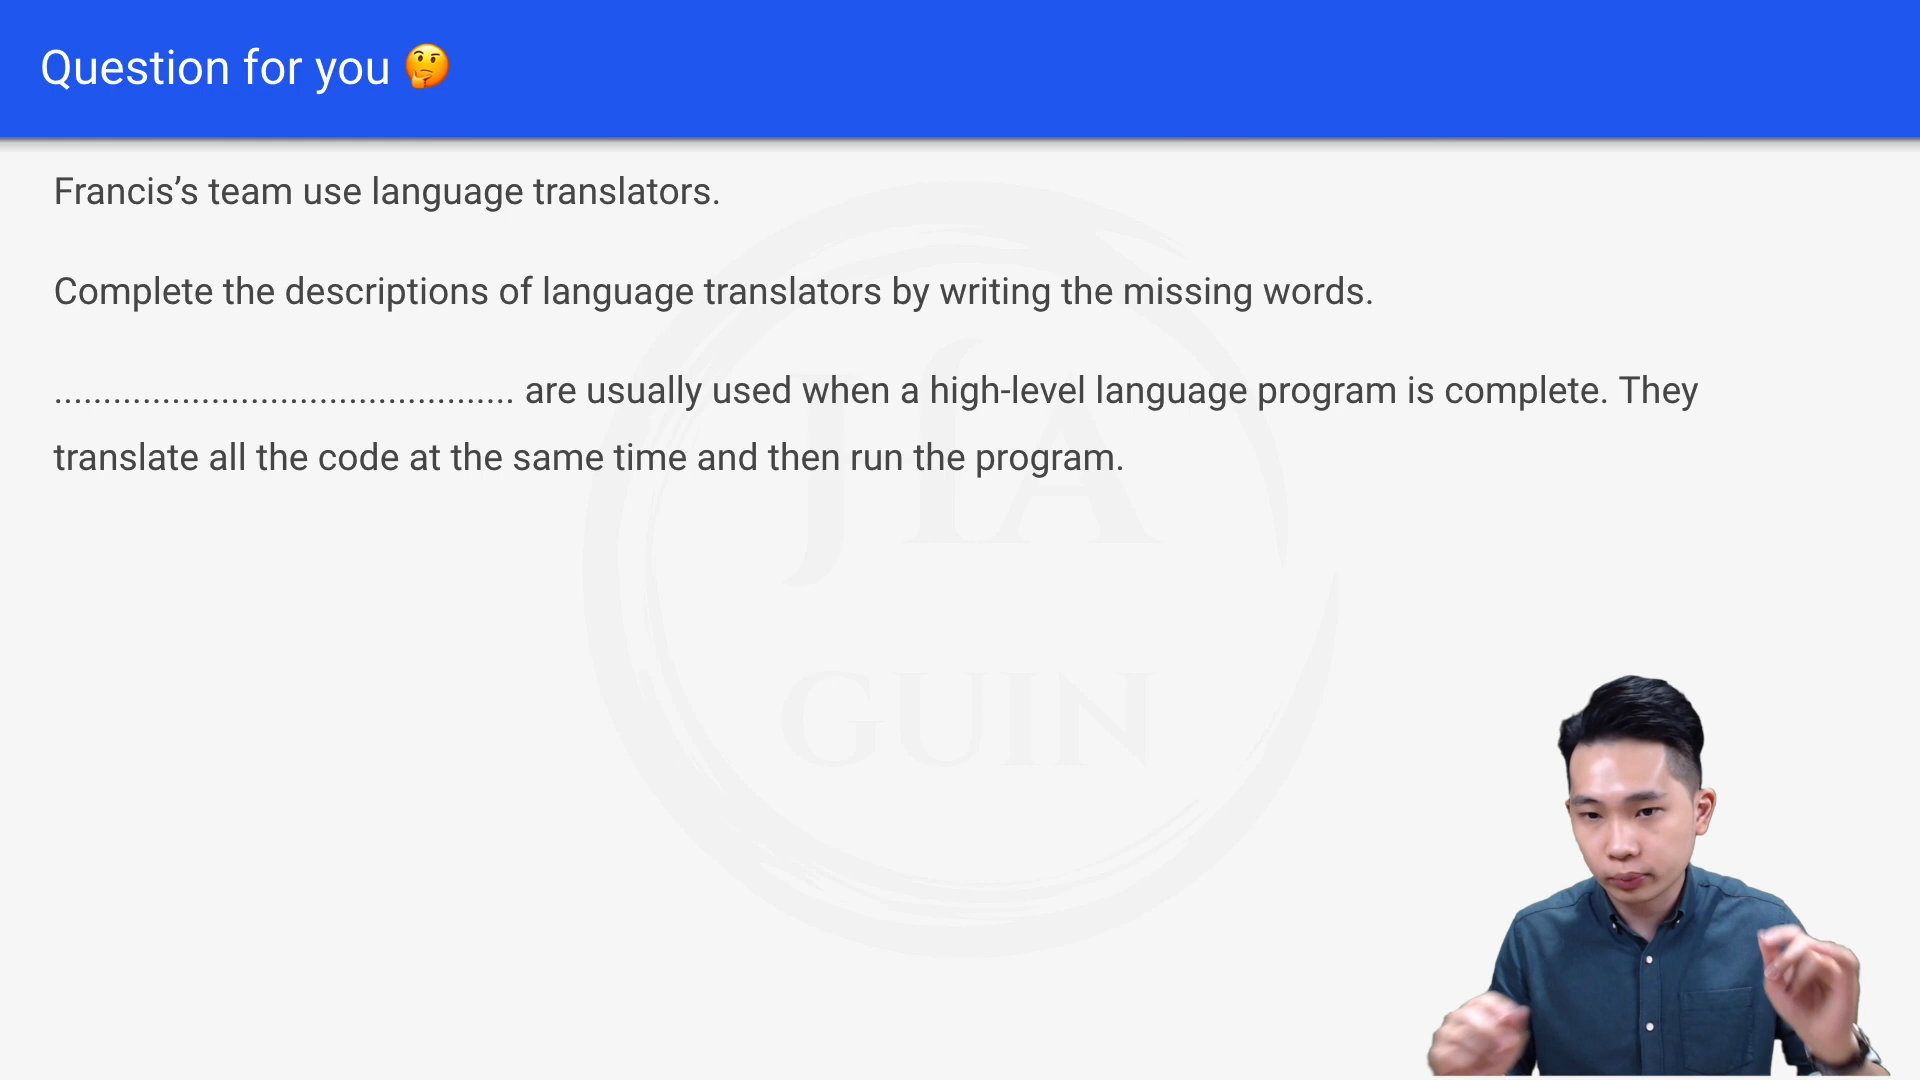 Question for you 🤔
Francis’s team use language translators.
Complete the descriptions of language translators by writing the missing words.
............................................... are usually used when a high-level language program is complete. They
translate all the code at the same time and then run the program.
JIA
GUIN